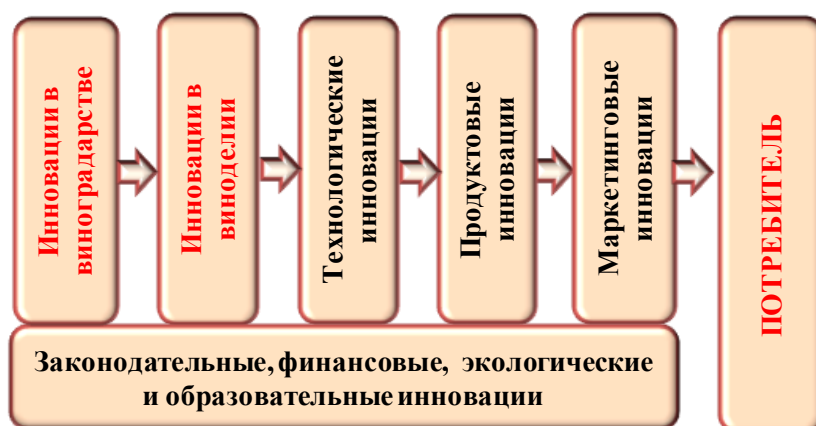 Инновации в
виноградарстве
Инновации в
виноделии
Технологические
инновации
Продуктовые
инновации
Маркетинговые
инновации
ПОТРЕБИТЕЛЬ
Законодательные, финансовые, экологические
и образовательные инновации